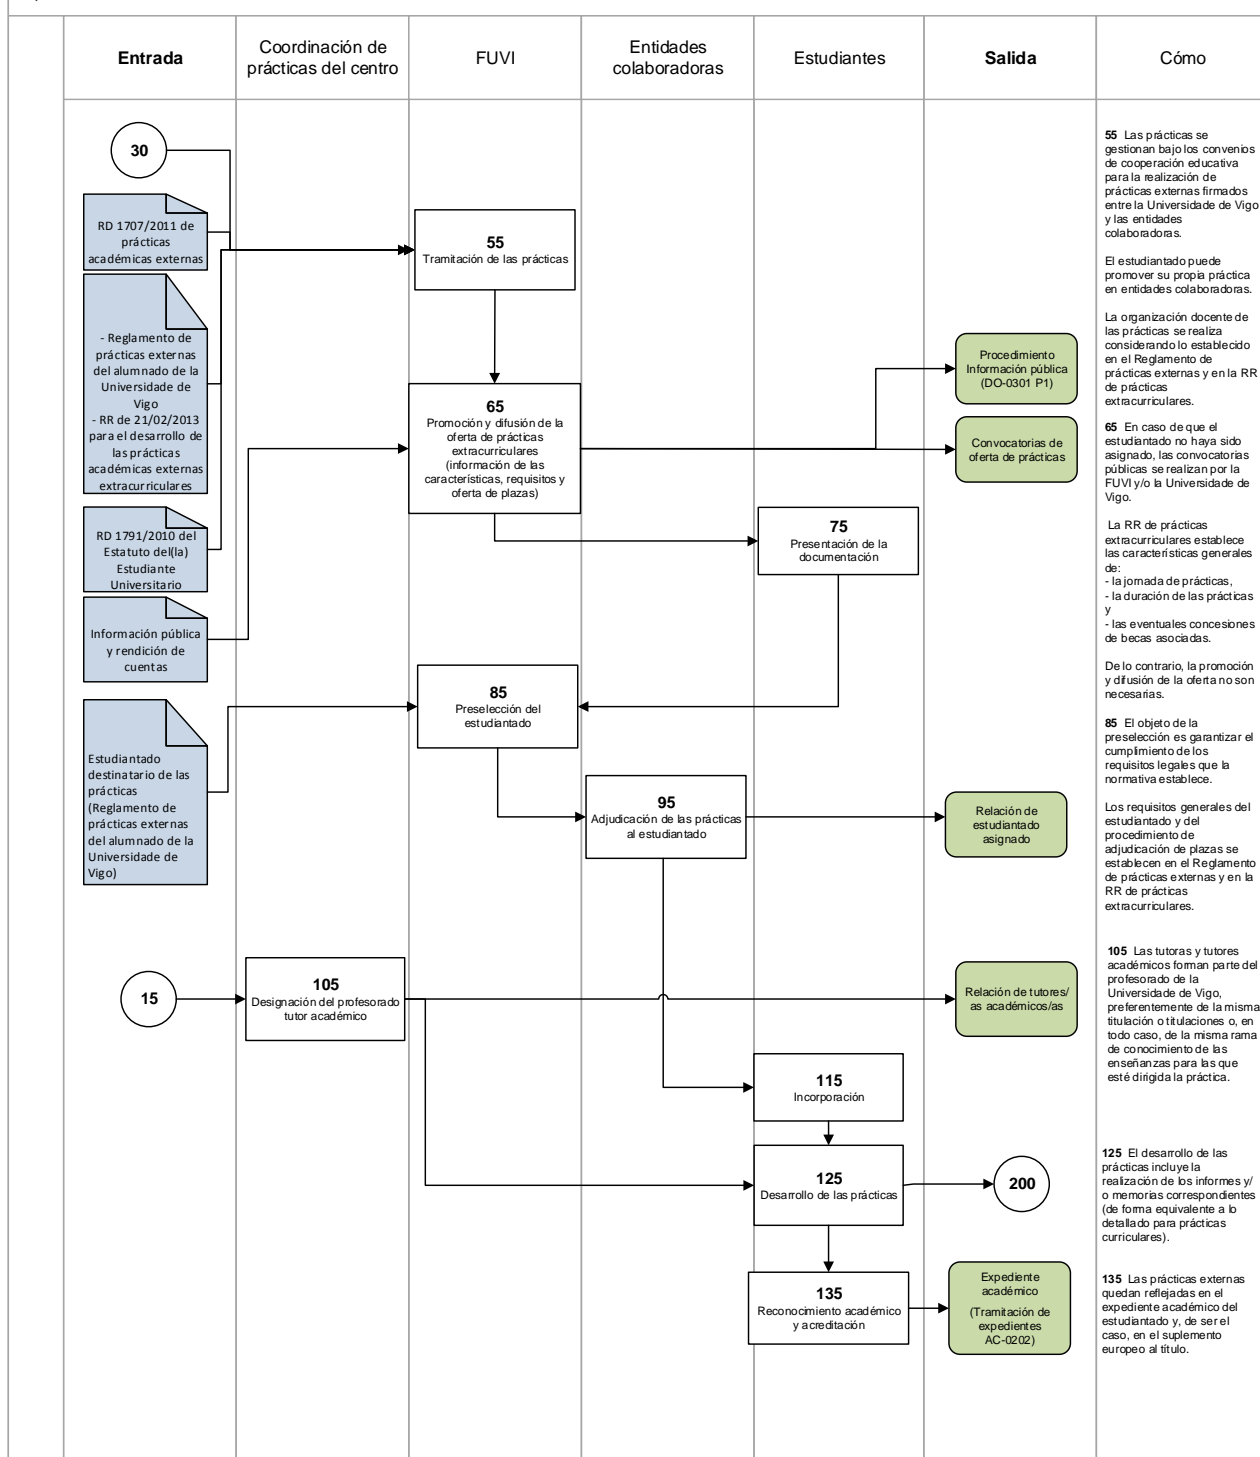 Entrada
Coordinación de
prácticas del centro
FUVI
Entidades
colaboradoras
Estudiantes
Salida
Cómo
30
RD 1707/2011 de
prácticas
académicas externas
- Reglamento de
prácticas externas
del alumnado de la
Universidade de
Vigo
- RR de 21/02/2013
para el desarrollo de
las prácticas
académicas externas
extracurriculares
RD 1791/2010 del
Estatuto del(la)
Estudiante
Universitario
Información pública
y rendición de
cuentas
Estudiantado
destinatario de las
prácticas
(Reglamento de
prácticas externas
del alumnado de la
Universidade de
Vigo)
15
105
Designación del profesorado
tutor académico
55
Tramitación de las prácticas
65
Promoción y difusión de la
oferta de prácticas
extracurriculares
(información de las
características, requisitos y
oferta de plazas)
85
Preselección del
estudiantado
95
Adjudicación de las prácticas
al estudiantado
75
Presentación de la
documentación
115
Incorporación
125
Desarrollo de las prácticas
135
Reconocimiento académico
y acreditación
Procedimiento
Información pública
(DO-0301 P1)
Convocatorias de
oferta de prácticas
Relación de
estudiantado
asignado
Relación de tutores/
as académicos/as
200
Expediente
académico
(Tramitación de
expedientes
AC-0202)
55 Las prácticas se
gestionan bajo los convenios
de cooperación educativa
para la realización de
prácticas externas firmados
entre la Universidade de Vigo
y las entidades
colaboradoras.
El estudiantado puede
promover su propia práctica
en entidades colaboradoras.
La organización docente de
las prácticas se realiza
considerando lo establecido
en el Reglamento de
prácticas externas y en la RR
de prácticas
extracurriculares.
65 En caso de que el
estudiantado no haya sido
asignado, las convocatorias
públicas se realizan por la
FUVI y/o la Universidade de
Vigo.
La RR de prácticas
extracurriculares establece
las características generales
de:
- la jornada de prácticas,
- la duración de las prácticas
y
- las eventuales concesiones
de becas asociadas.
De lo contrario, la promoción
y difusión de la oferta no son
necesarias.
85 El objeto de la
preselección es garantizar el
cumplimiento de los
requisitos legales que la
normativa establece.
Los requisitos generales del
estudiantado y del
procedimiento de
adjudicación de plazas se
establecen en el Reglamento
de prácticas externas y en la
RR de prácticas
extracurriculares.
105 Las tutoras y tutores
académicos forman parte del
profesorado de la
Universidade de Vigo,
preferentemente de la misma
titulación o titulaciones o, en
todo caso, de la misma rama
de conocimiento de las
enseñanzas para las que
esté dirigida la práctica.
125 El desarrollo de las
prácticas incluye la
realización de los informes y/
o memorias correspondientes
(de forma equivalente a lo
detallado para prácticas
curriculares).
135 Las prácticas externas
quedan reflejadas en el
expediente académico del
estudiantado y, de ser el
caso, en el suplemento
europeo al título.